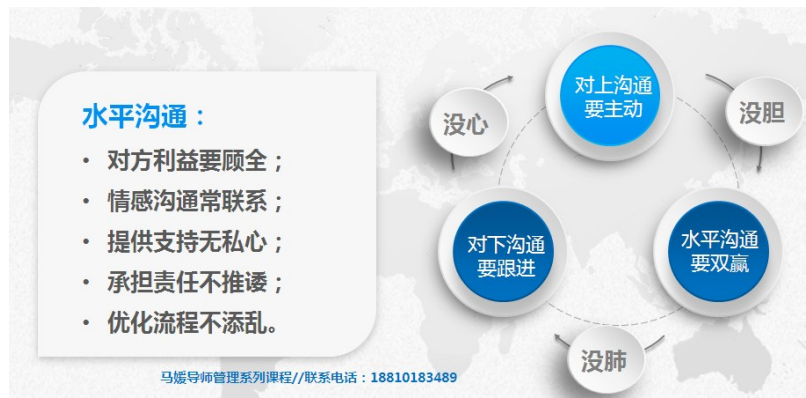 水平沟通：
• 对方利益要顾全；
• 情感沟通常联系；
• 提供支持无私心；
• 承担责任不推诿；
• 优化流程不添乱。
对上沟通
要主动
没心
没胆
对下沟通
要跟进
水平沟通
要双赢
没肺
马媛导师管理系列课程//联系电话：18810183489